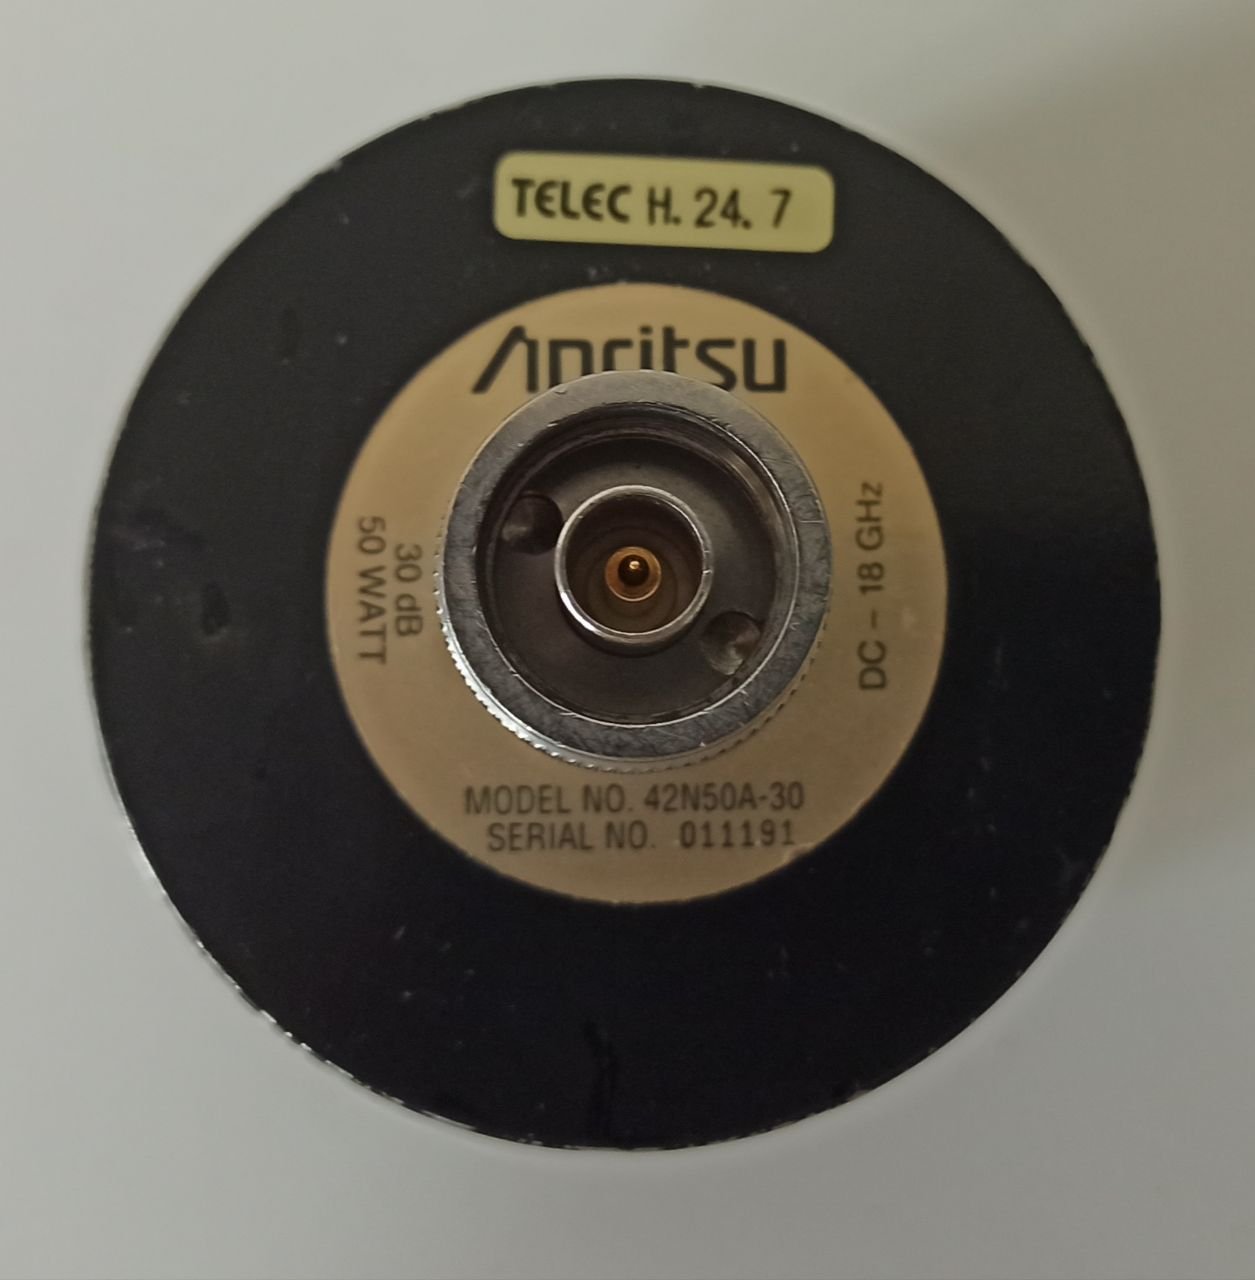 TELEC H. 24. 7
Anritsu
30 dB
50 WATT
DC – 18 GHz
MODEL NO. 42N50A-30
SERIAL NO. 011191